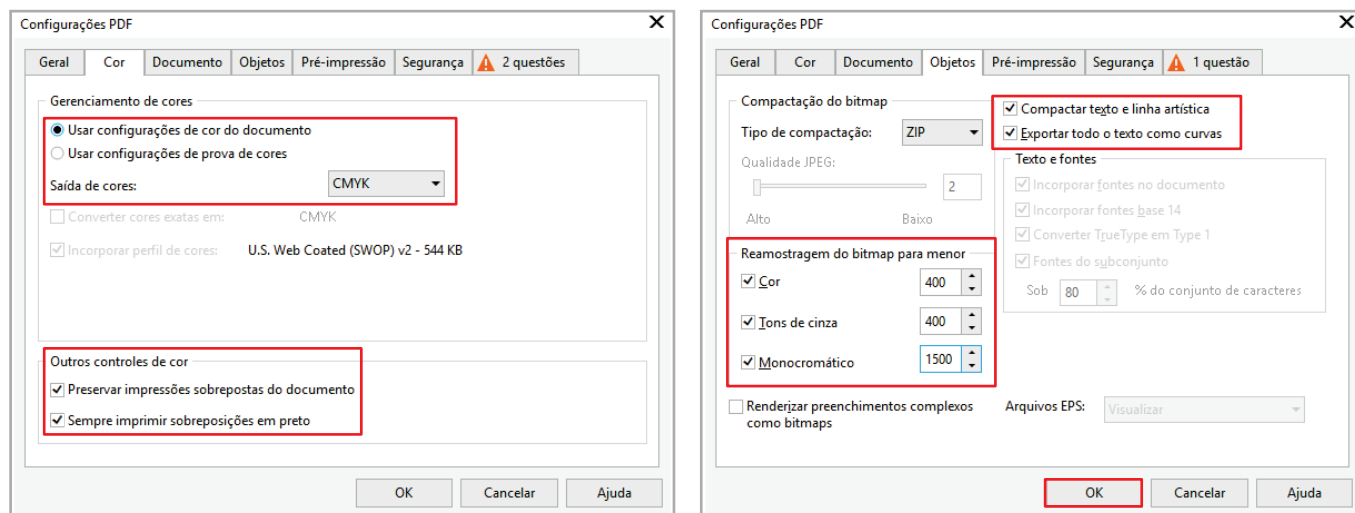 Configurações PDF
Geral Cor Documento Objetos Pré-impressão Segurança 2 questões
Gerenciamento de cores
Usar configurações de cor do documento
Usar configurações de prova de cores
Saída de cores: CMYK
Converter cores exatas em: CMYK
Incorporar perfil de cores: U.S. Web Coated (SWOP) v2 - 544 KB
Outros controles de cor
Preservar impressões sobrepostas do documento
Sempre imprimir sobreposições em preto
OK Cancelar Ajuda
Configurações PDF
Geral Cor Documento Objetos Pré-impressão Segurança 1 questão
Compactação do bitmap
Tipo de compactação: ZIP
Qualidade JPEG:
2
Alto Baixo
Reamostragem do bitmap para menor
Cor 400
Tons de cinza 400
Monocromático 1500
Renderizar preenchimentos complexos
como bitmaps
Compactar texto e linha artística
Exportar todo o texto como curvas
Texto e fontes
Incorporar fontes no documento
Incorporar fontes base 14
Converter TrueType em Type 1
Fontes do subconjunto
Sob 80 % do conjunto de caracteres
Arquivos EPS: Visualizar
OK Cancelar Ajuda